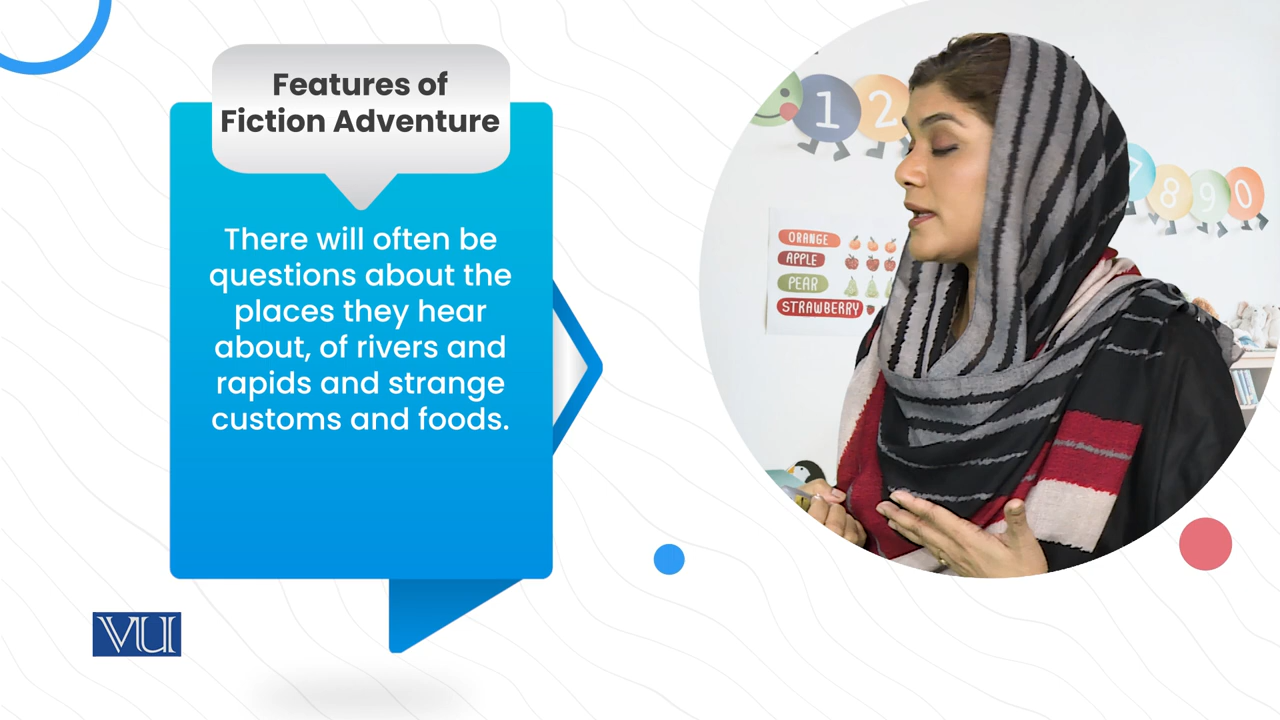 Features of
Fiction Adventure
There will often be
questions about the
places they hear
about, of rivers and
rapids and strange
customs and foods.
VU
1 2
7 8 9 0
ORANGE
APPLE
PEAR
STRAWBERRY